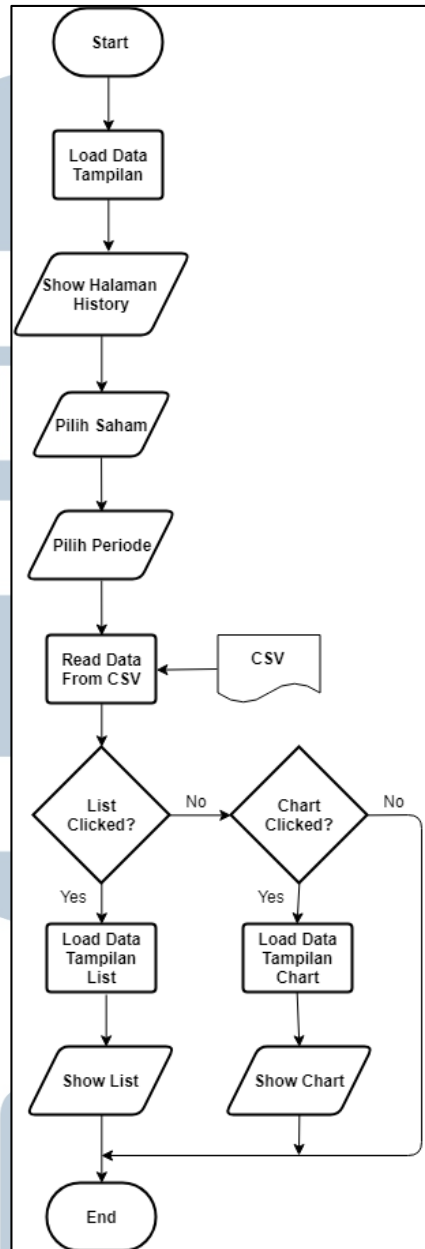 Start
Load Data
Tampilan
Show Halaman
History
Pilih Saham
Pilih Periode
Read Data
From CSV
CSV
List
Clicked?
No
Chart
Clicked?
No
Yes
Yes
Load Data
Tampilan
List
Load Data
Tampilan
Chart
Show List
Show Chart
End